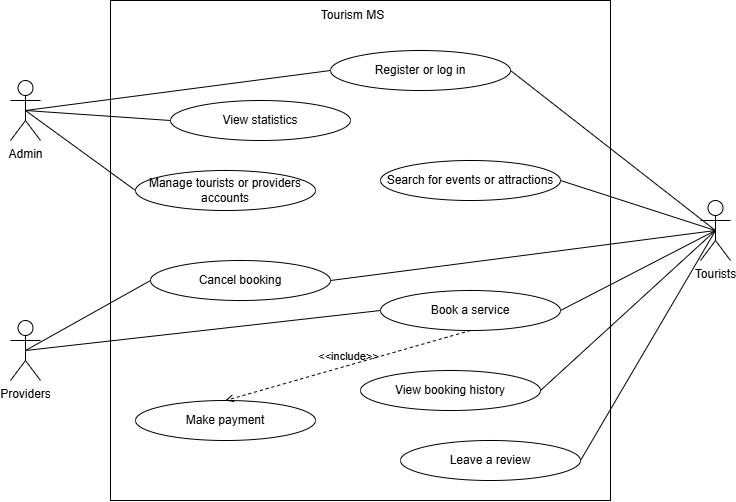 Tourism MS
Register or log in
View statistics
Admin
Manage tourists or providers
accounts
Search for events or attractions
Tourists
Cancel booking
Book a service
<<include>>
Providers
View booking history
Make payment
Leave a review